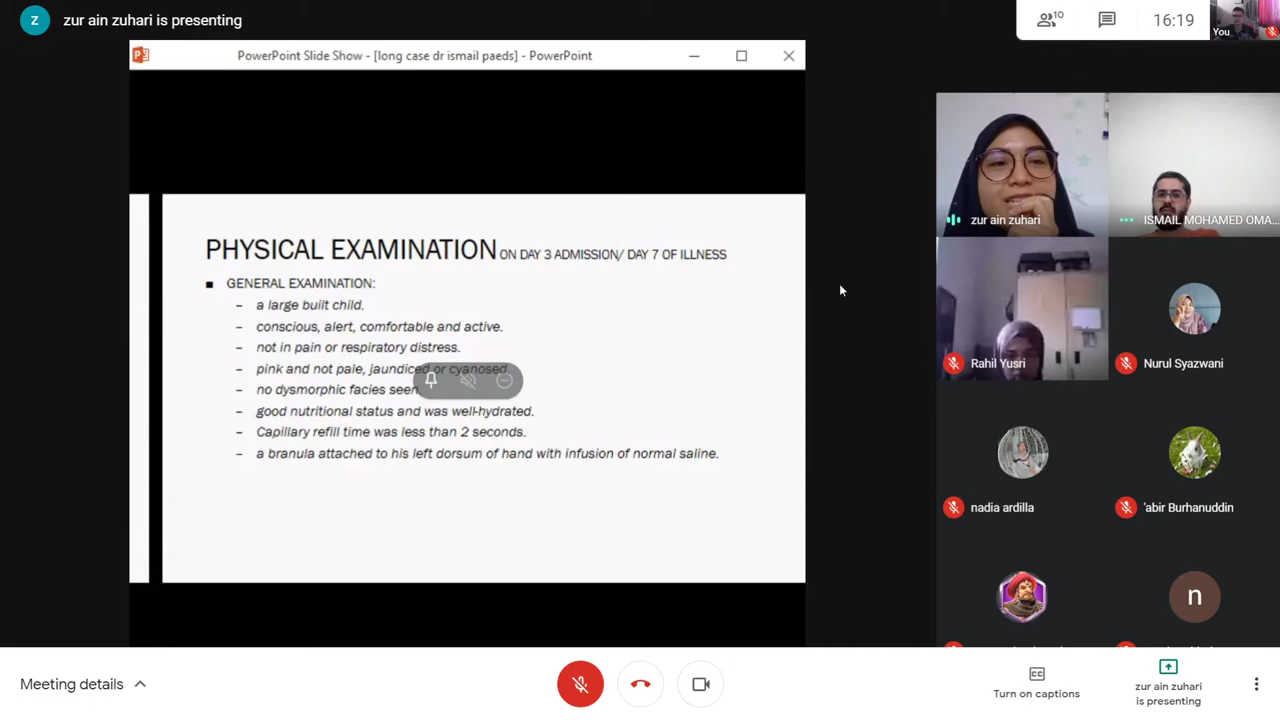 Z
zur ain zuhari is presenting
10
16:19
You
PowerPoint Slide Show - [long case dr ismail paeds] - PowerPoint
PHYSICAL EXAMINATION ON DAY 3 ADMISSION/ DAY 7 OF ILLNESS
GENERAL EXAMINATION:
– a large built child.
– conscious, alert, comfortable and active.
– not in pain or respiratory distress.
– pink and not pale, jaundiced or cyanosed.
– no dysmorphic facies seen
– good nutritional status and was well-hydrated.
– Capillary refill time was less than 2 seconds.
– a branula attached to his left dorsum of hand with infusion of normal saline.
zur ain zuhari
ISMAIL MOHAMED OMA...
Rahil Yusri
Nurul Syazwani
nadia ardilla
'abir Burhanuddin
n
Meeting details
CC
Turn on captions
zur ain zuhari
is presenting